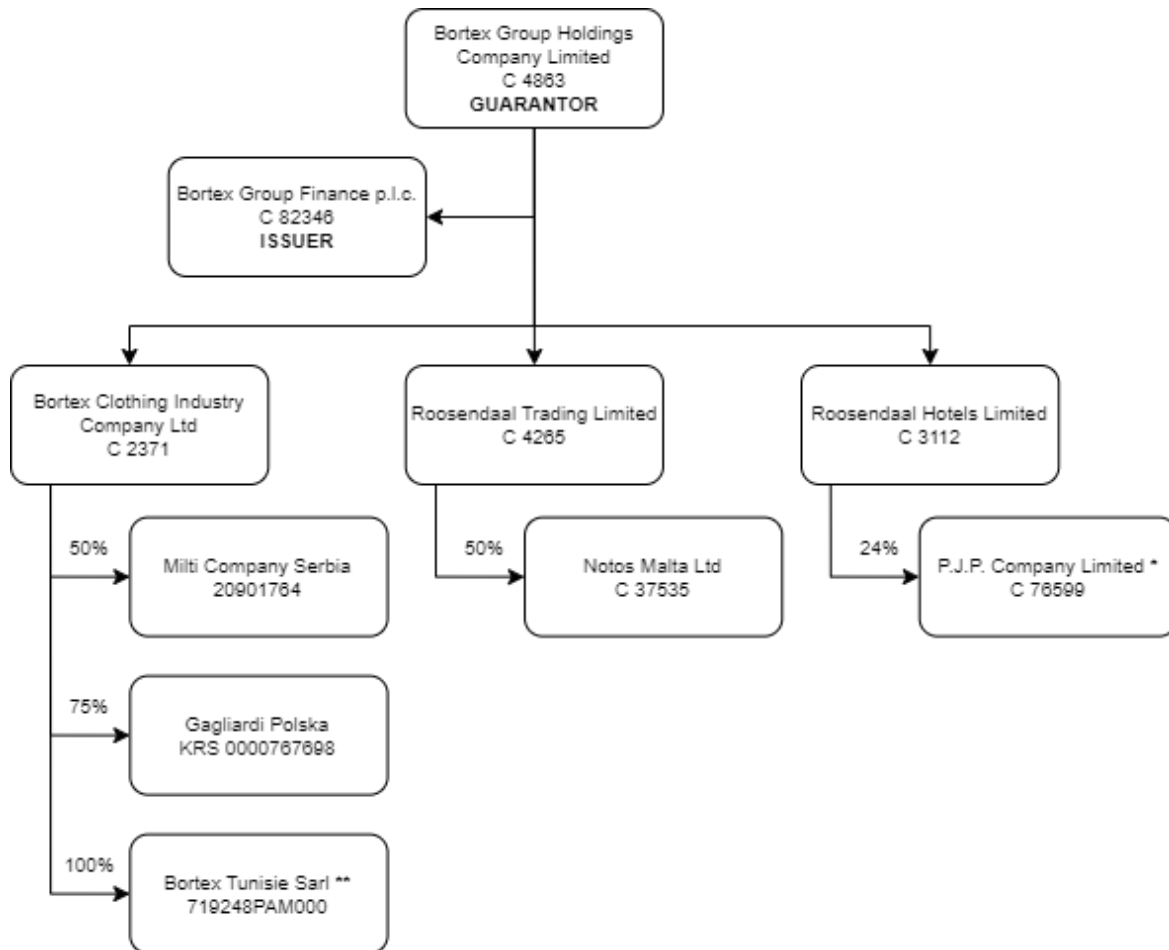 Bortex Group Holdings
Company Limited
C 4863
GUARANTOR
Bortex Group Finance p.l.c.
C 82346
ISSUER
Bortex Clothing Industry
Company Ltd
C 2371
Roosendaal Trading Limited
C 4265
Roosendaal Hotels Limited
C 3112
50%
Milti Company Serbia
20901764
50%
Notos Malta Ltd
C 37535
24%
P.J.P. Company Limited *
C 76599
75%
Gagliardi Polska
KRS 0000767698
100%
Bortex Tunisie Sarl **
719248PAM000